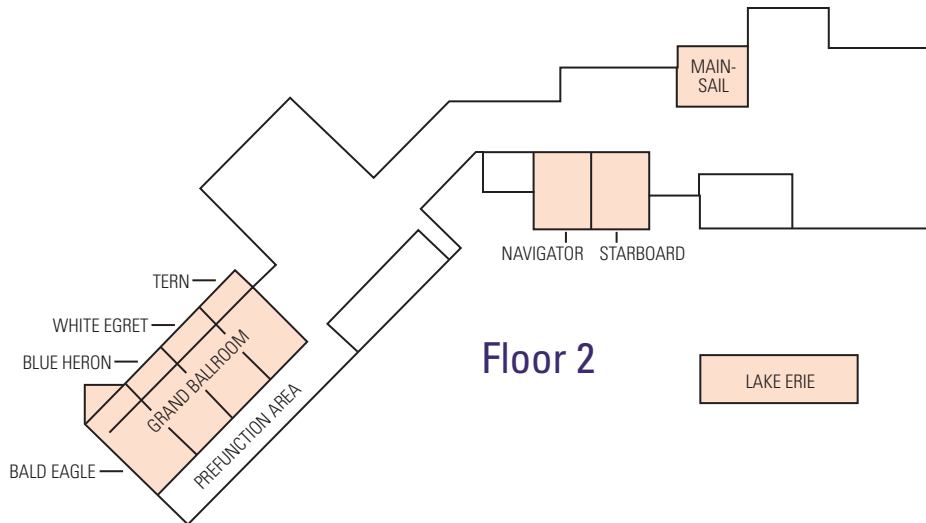 MAIN-
SAIL
NAVIGATOR
STARBOARD
TERN
WHITE EGRET
BLUE HERON
GRAND BALLROOM
PREFUNCTION AREA
BALD EAGLE
Floor 2
LAKE ERIE